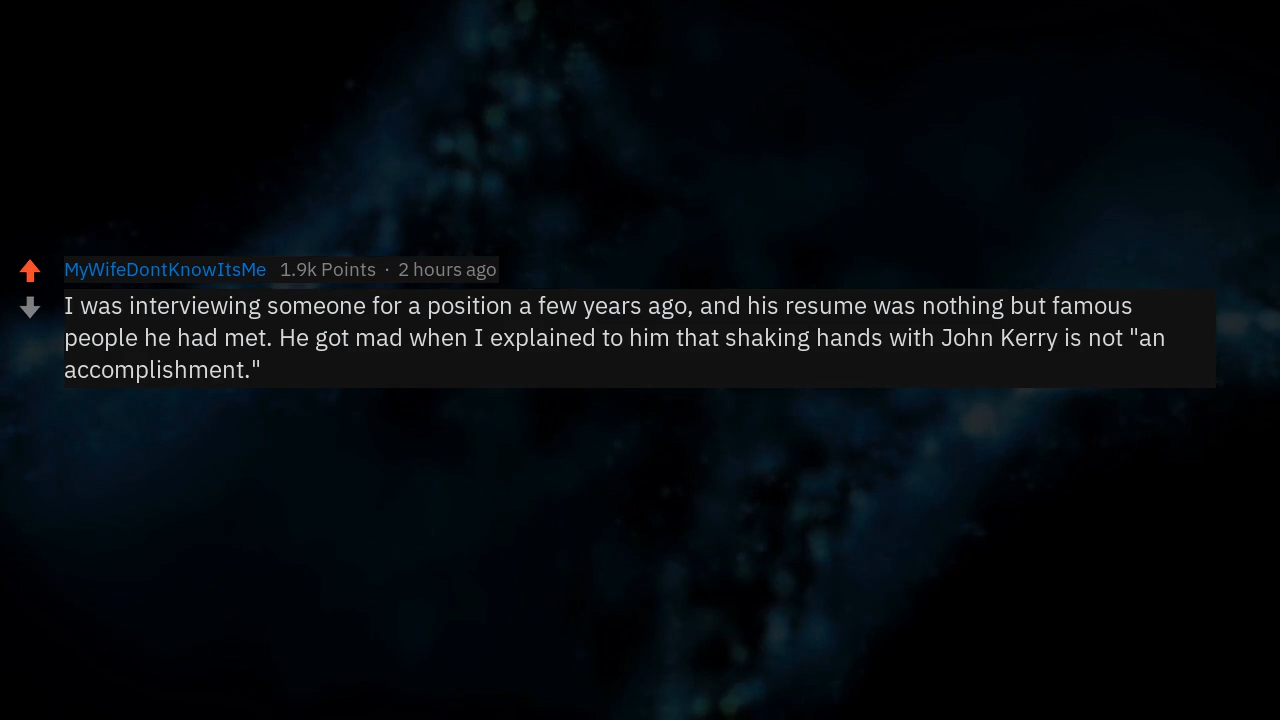 MyWifeDontKnowItsMe 1.9k Points · 2 hours ago
I was interviewing someone for a position a few years ago, and his resume was nothing but famous
people he had met. He got mad when I explained to him that shaking hands with John Kerry is not "an
accomplishment."